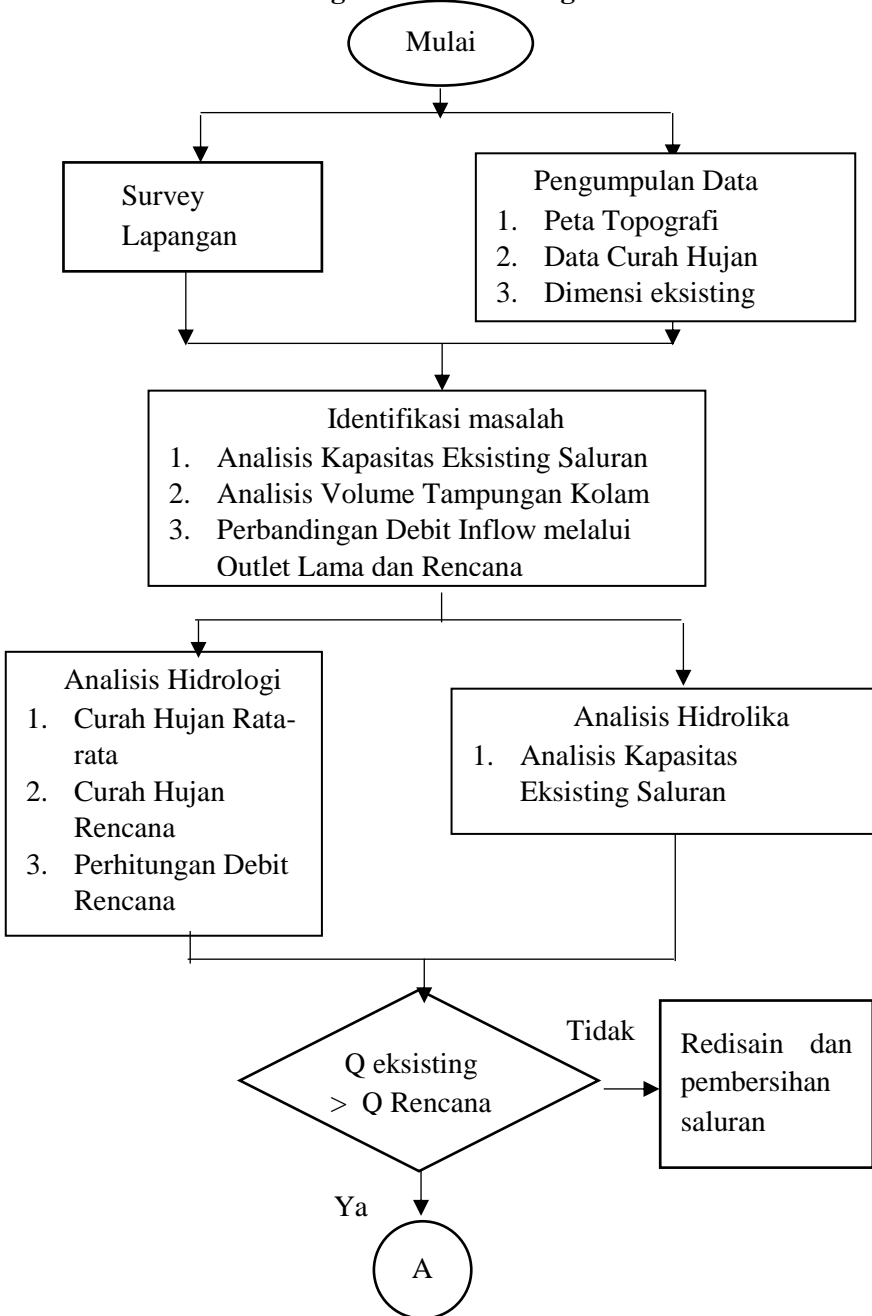 Mulai
Survey
Lapangan
Pengumpulan Data
1. Peta Topografi
2. Data Curah Hujan
3. Dimensi eksisting
Identifikasi masalah
1. Analisis Kapasitas Eksisting Saluran
2. Analisis Volume Tampungan Kolam
3. Perbandingan Debit Inflow melalui
Outlet Lama dan Rencana
Analisis Hidrologi
1. Curah Hujan Rata-
rata
2. Curah Hujan
Rencana
3. Perhitungan Debit
Rencana
Analisis Hidrolika
1. Analisis Kapasitas
Eksisting Saluran
Q eksisting
> Q Rencana
Tidak
Redisain dan
pembersihan
saluran
Ya
A